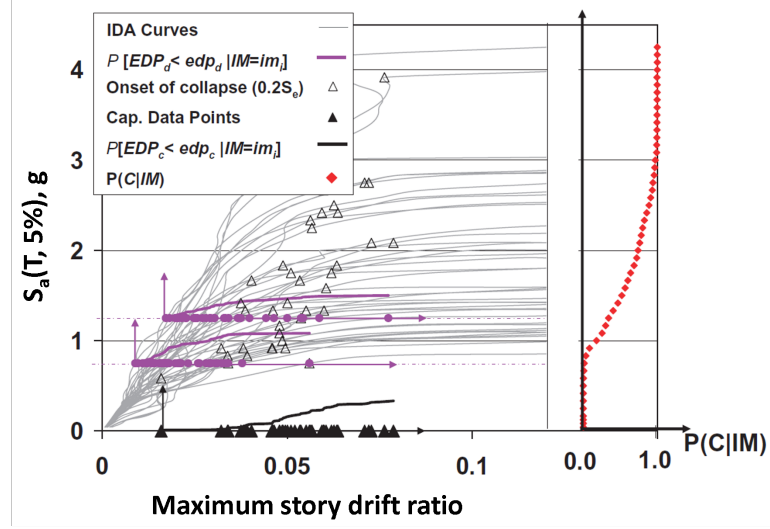 IDA Curves
P [EDPd< edpd |IM=imi]
Onset of collapse (0.2Se)
Cap. Data Points
P[EDPc< edpc |IM=imi]
P(C|IM)
Sa(T, 5%), g
4
3
2
1
0
0 0.05 0.1
Maximum story drift ratio
0.0 1.0
P(C|IM)